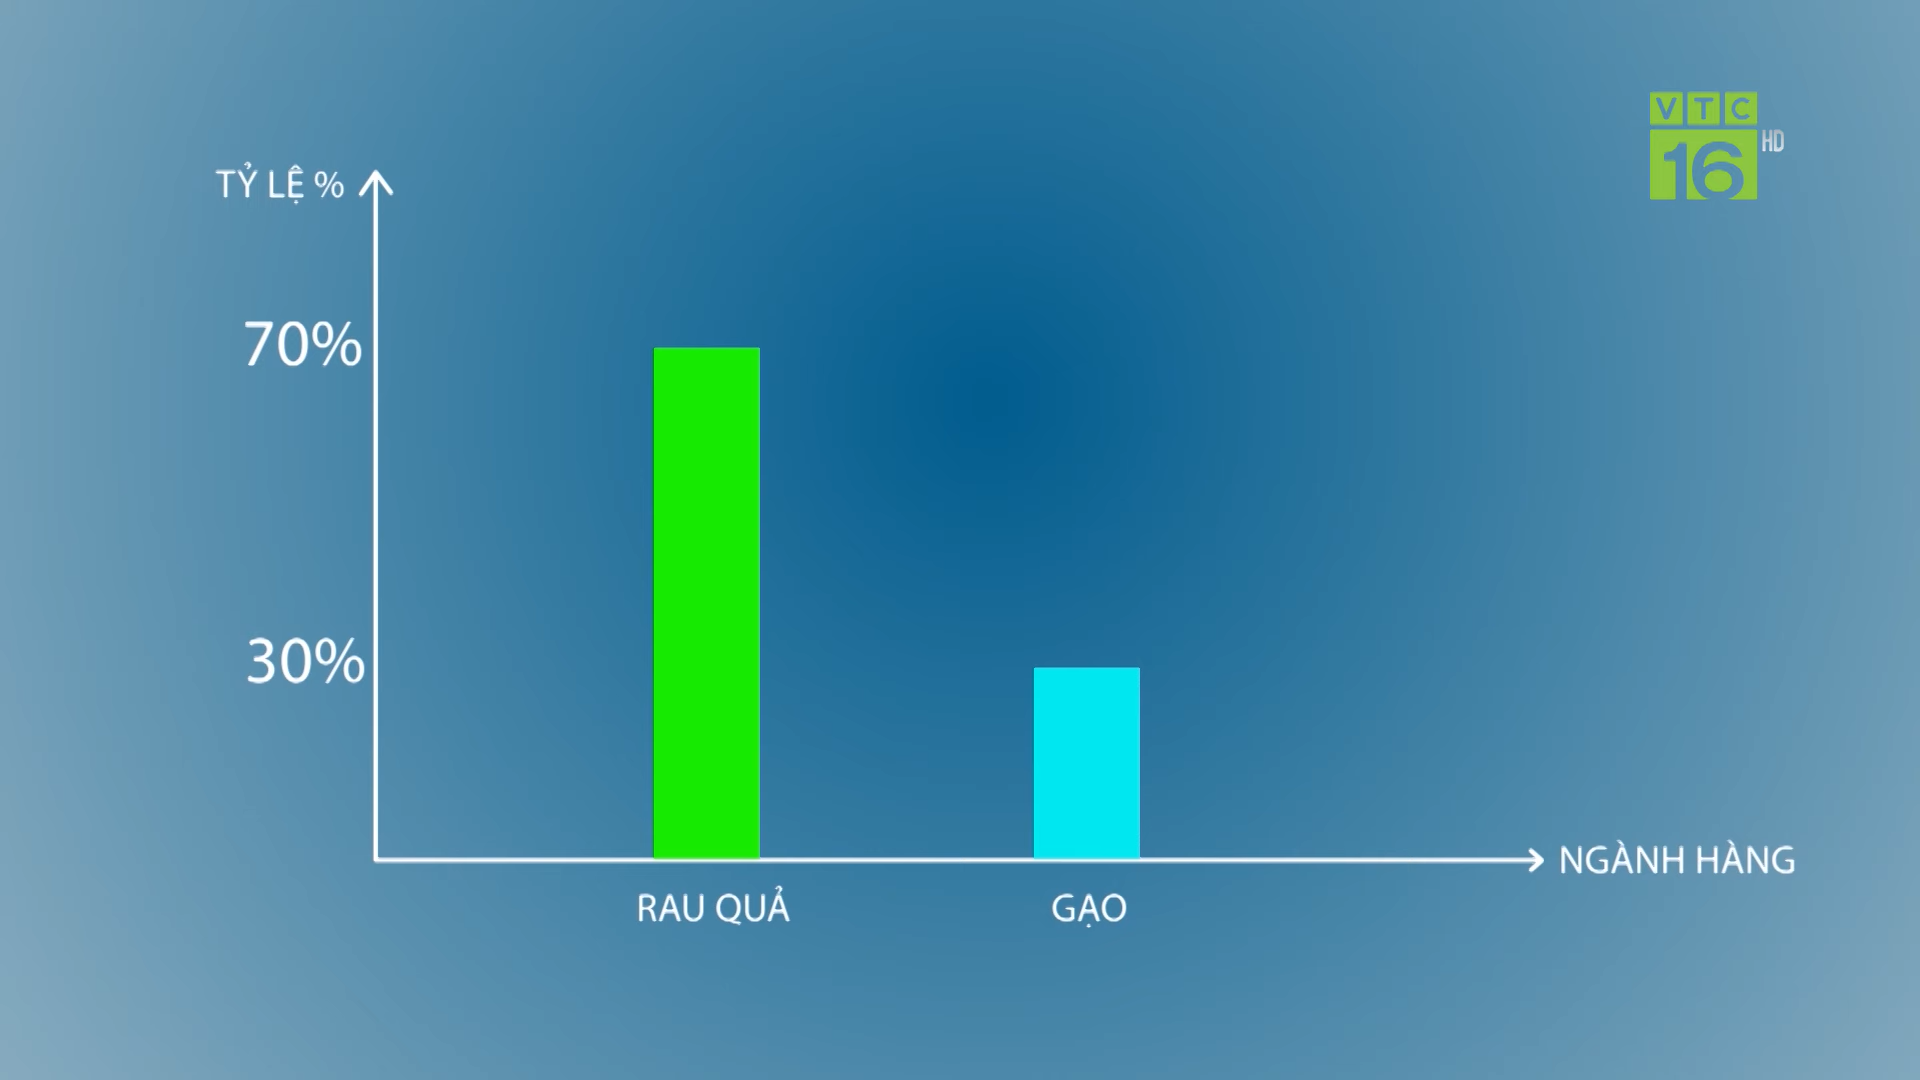 VTC
16 HD
TỶ LỆ %
70%
30%
NGÀNH HÀNG
RAU QUẢ
GẠO